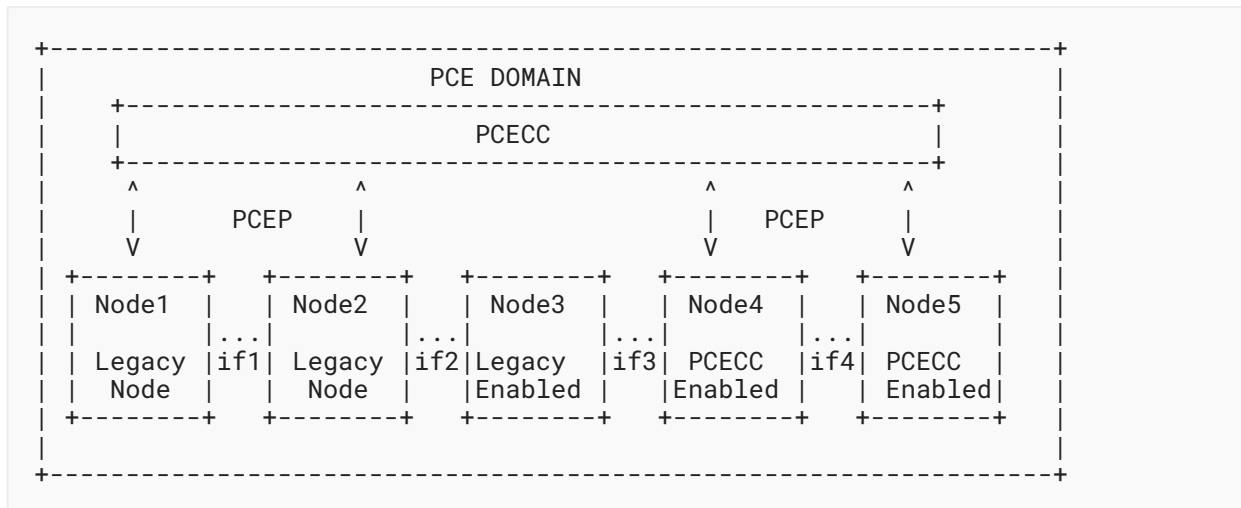 +-------------------------------------------------------------------+
|                         PCE DOMAIN                                |
|    +-----------------------------------------------------+        |
|    |                       PCECC                         |        |
|    +-----------------------------------------------------+        |
|     ^              ^                      ^            ^          |
|     |      PCEP    |                      |   PCEP     |          |
|     V              V                      V            V          |
| +--------+   +--------+   +--------+   +--------+   +--------+    |
| | Node1  |   | Node2  |   | Node3  |   | Node4  |   | Node5  |    |
| |        |...|        |...|        |...|        |...|        |    |
| | Legacy |if1| Legacy |if2|Legacy  |if3| PCECC  |if4| PCECC  |    |
| |  Node  |   |  Node  |   |Enabled |   |Enabled |   | Enabled|    |
| +--------+   +--------+   +--------+   +--------+   +--------+    |
|                                                                   |
+-------------------------------------------------------------------+